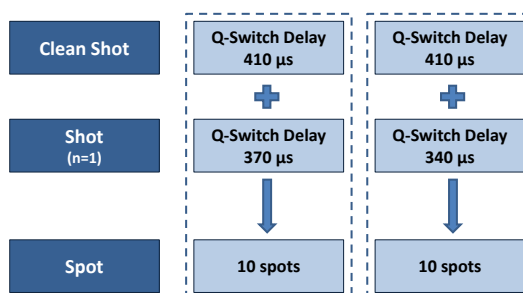 Clean Shot
Q-Switch Delay
410 µs
Q-Switch Delay
410 µs
Shot
(n=1)
Q-Switch Delay
370 µs
Q-Switch Delay
340 µs
Spot
10 spots
10 spots